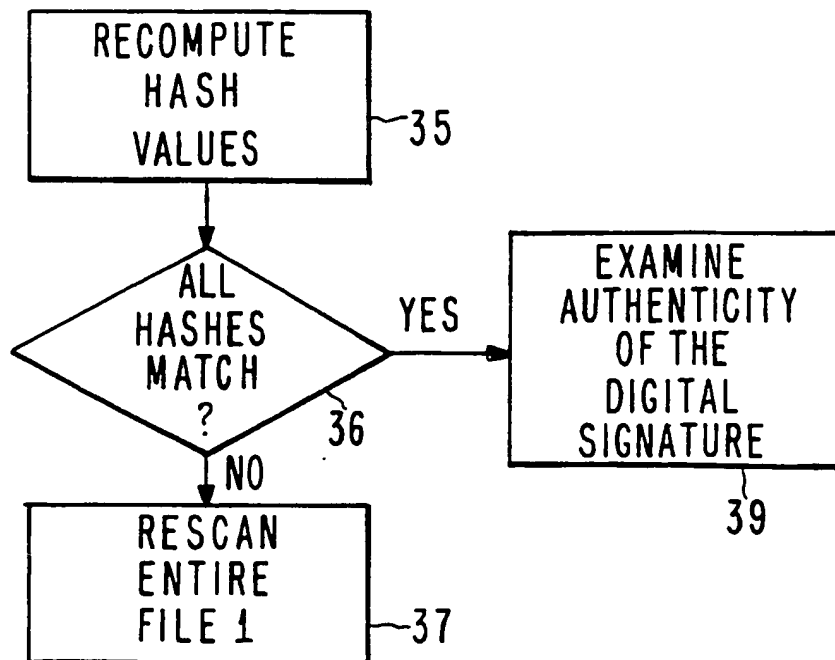 RECOMPUTE
HASH
VALUES
35
ALL
HASHES
MATCH
?
36
YES
EXAMINE
AUTHENTICITY
OF THE
DIGITAL
SIGNATURE
39
NO
RESCAN
ENTIRE
FILE 1
37